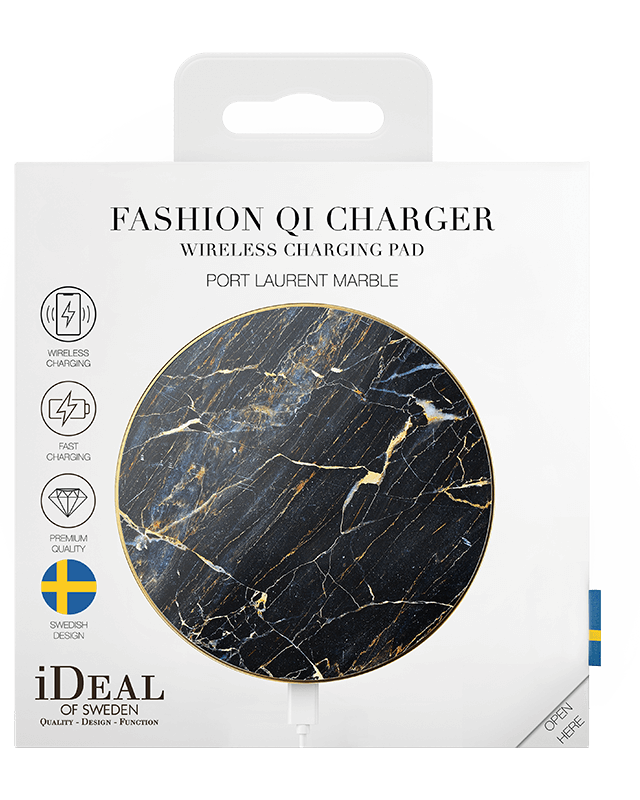 FASHION QI CHARGER
WIRELESS CHARGING PAD
PORT LAURENT MARBLE
WIRELESS
CHARGING
FAST
CHARGING
PREMIUM
QUALITY
SWEDISH
DESIGN
iDEAL
OF SWEDEN
QUALITY - DESIGN - FUNCTION
OPEN
HERE